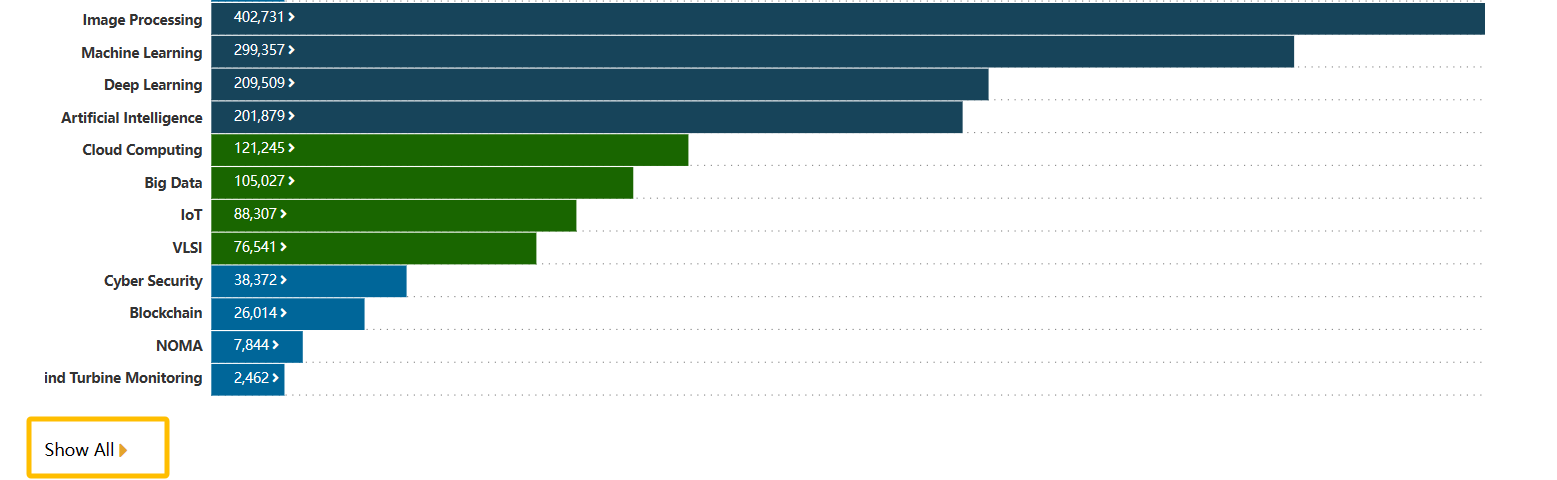 Image Processing 402,731
Machine Learning 299,357
Deep Learning 209,509
Artificial Intelligence 201,879
Cloud Computing 121,245
Big Data 105,027
IoT 88,307
VLSI 76,541
Cyber Security 38,372
Blockchain 26,014
NOMA 7,844
ind Turbine Monitoring 2,462
Show All